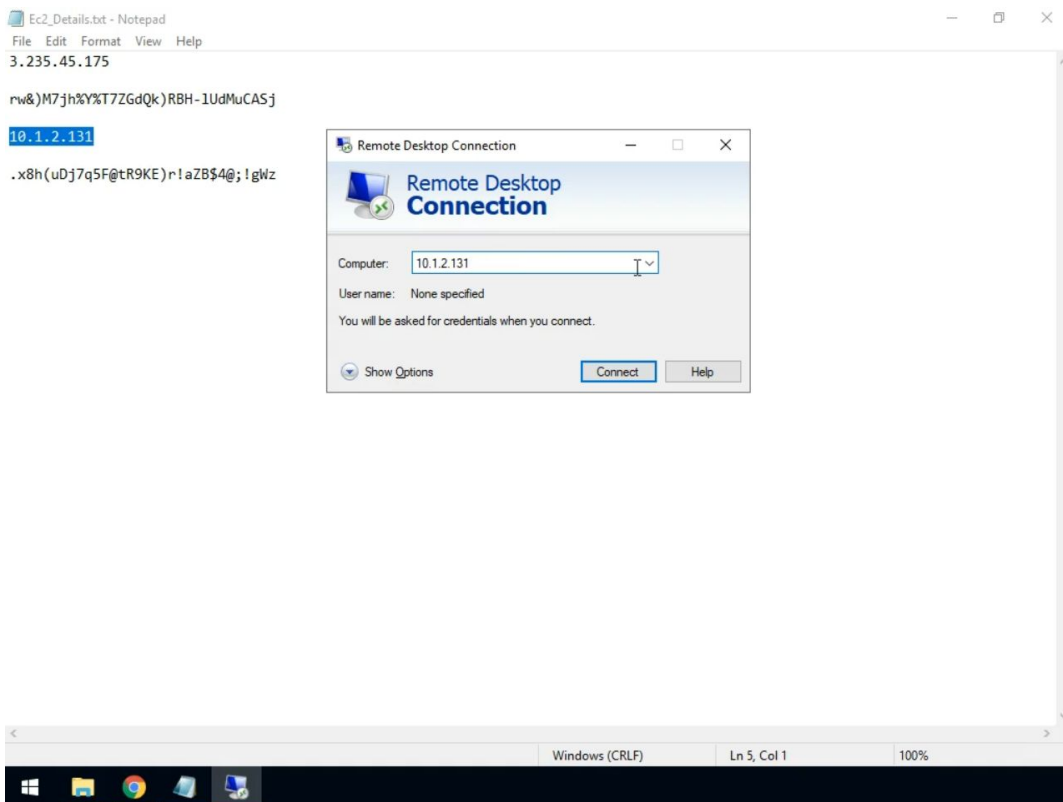 Ec2_Details.txt - Notepad
File Edit Format View Help
3.235.45.175
rw&)M7jh%Y%T7ZGdQk)RBH-lUdMuCASj
10.1.2.131
.x8h(uDj7q5F@tR9KE)r!aZB$4@;!gWz
Remote Desktop Connection
Remote Desktop
Connection
Computer: 10.1.2.131
User name: None specified
You will be asked for credentials when you connect.
Show Options Connect Help
Windows (CRLF) Ln 5, Col 1 100%